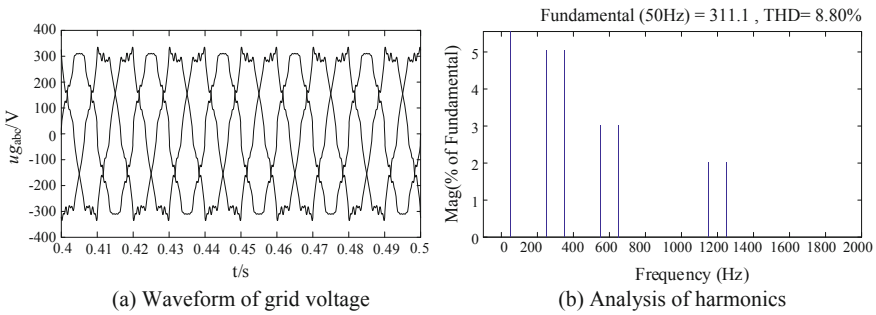 400
300
200
100
0
-100
-200
-300
-400
ug_abc/V
0.4 0.41 0.42 0.43 0.44 0.45 0.46 0.47 0.48 0.49 0.5
t/s
(a) Waveform of grid voltage
Fundamental (50Hz) = 311.1 , THD= 8.80%
5
4
3
2
1
0
Mag(% of Fundamental)
0 200 400 600 800 1000 1200 1400 1600 1800 2000
Frequency (Hz)
(b) Analysis of harmonics